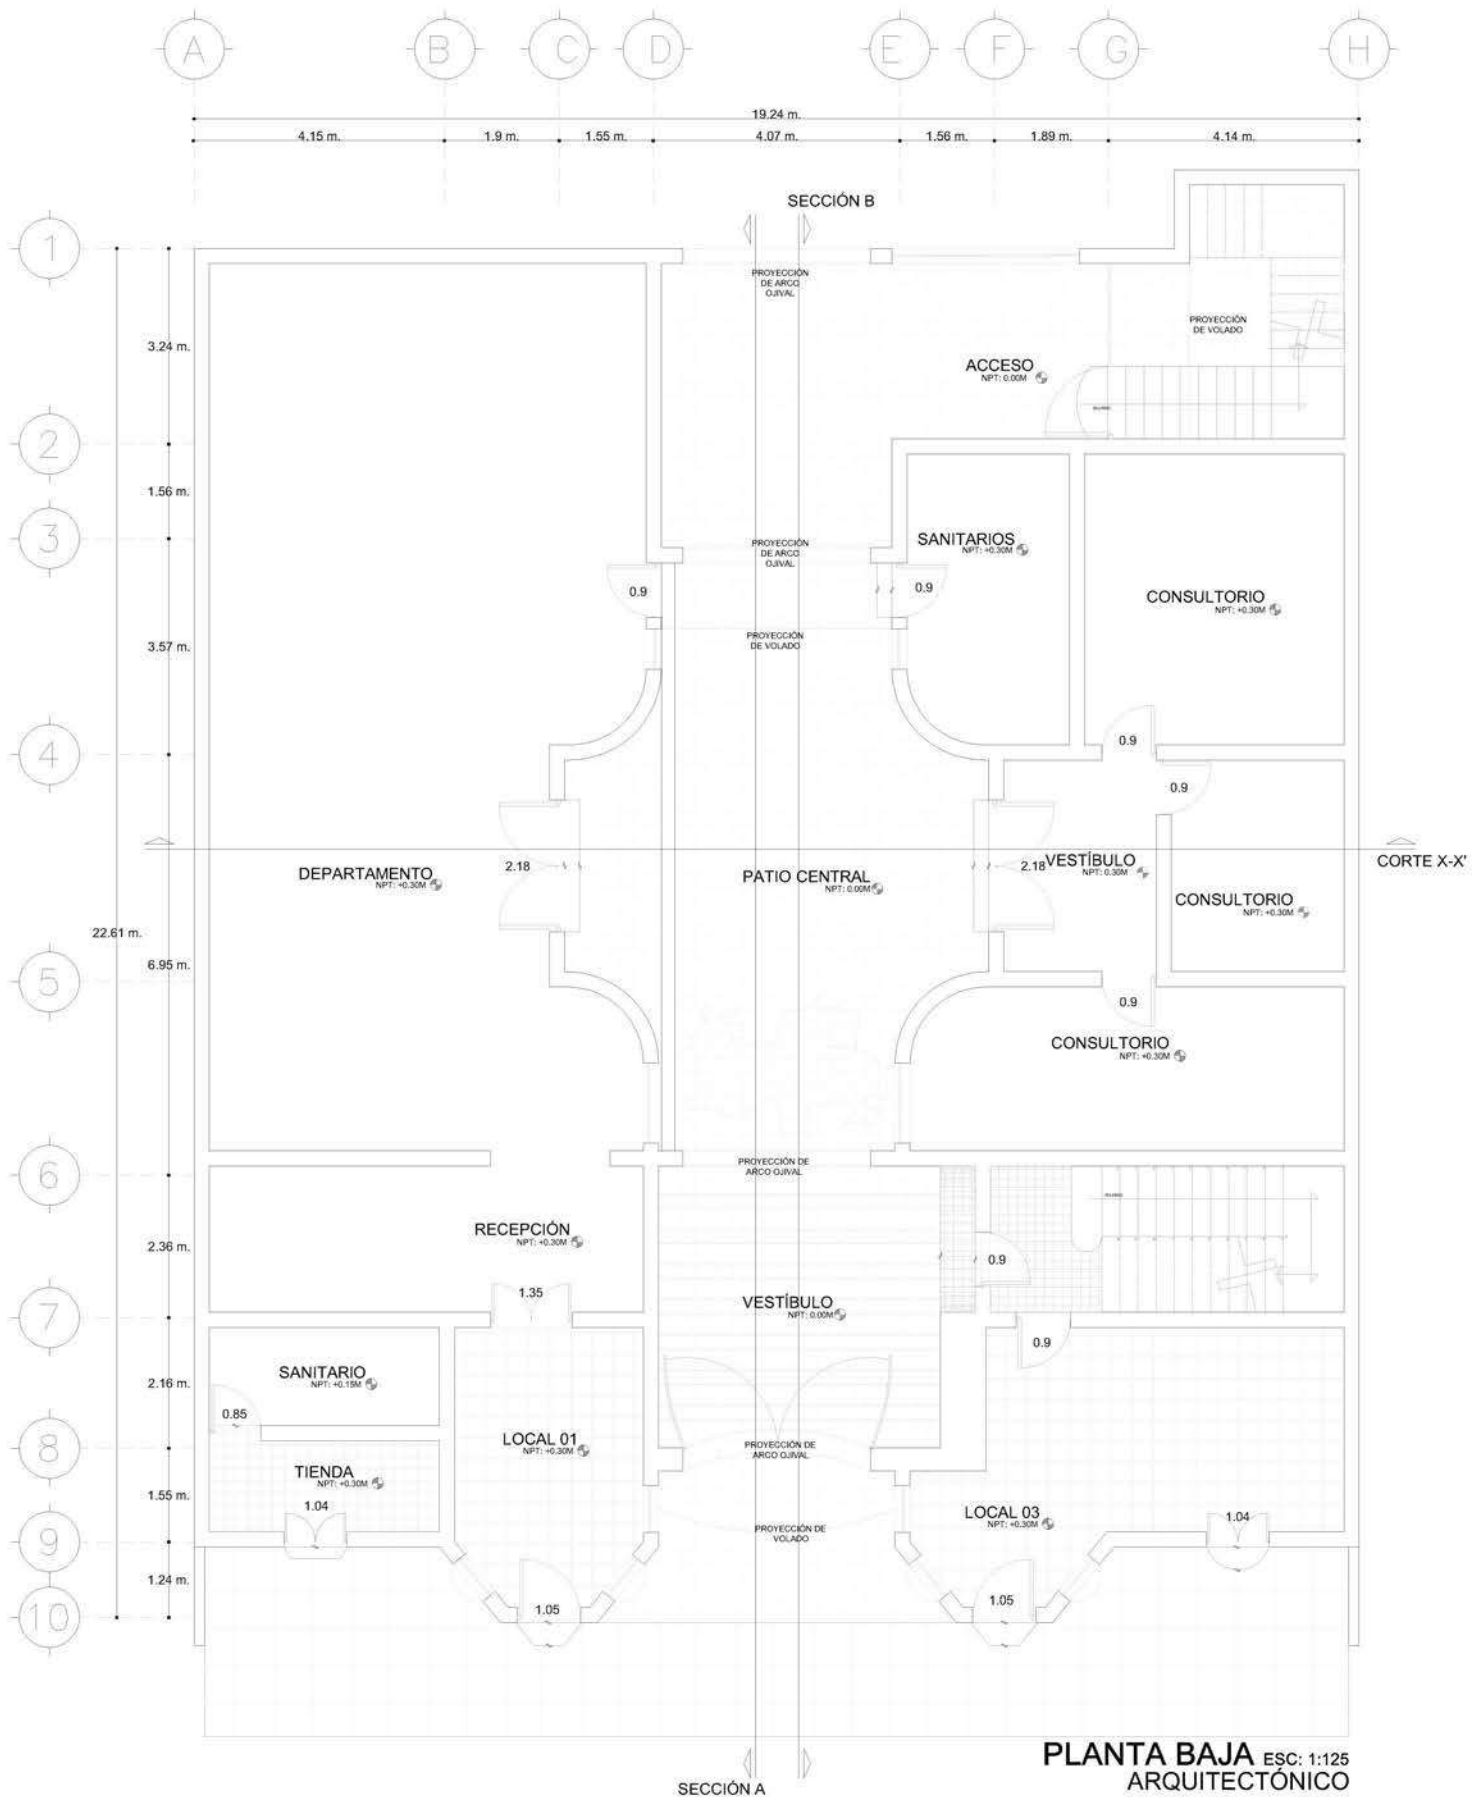 A
B
C
D
E
F
G
H
19.24 m.
4.15 m.
1.9 m.
1.55 m.
4.07 m.
1.56 m.
1.89 m.
4.14 m.
SECCIÓN B
1
PROYECCIÓN
DE ARCO
OJIVAL
PROYECCIÓN
DE VOLADO
3.24 m.
ACCESO
NPT: 0.00M
2
1.56 m.
3
SANITARIOS
NPT: +0.30M
PROYECCIÓN
DE ARCO
OJIVAL
0.9
0.9
CONSULTORIO
NPT: +0.30M
PROYECCIÓN
DE VOLADO
3.57 m.
4
0.9
0.9
CORTE X-X'
DEPARTAMENTO
NPT: +0.30M
2.18
PATIO CENTRAL
NPT: 0.00M
2.18
VESTÍBULO
NPT: 0.30M
CONSULTORIO
NPT: +0.30M
22.61 m.
6.95 m.
5
0.9
CONSULTORIO
NPT: +0.30M
6
PROYECCIÓN DE
ARCO OJIVAL
RECEPCIÓN
NPT: +0.30M
2.36 m.
0.9
1.35
VESTÍBULO
NPT: 0.00M
7
0.9
SANITARIO
NPT: +0.15M
2.16 m.
0.85
LOCAL 01
NPT: +0.30M
8
PROYECCIÓN DE
ARCO OJIVAL
TIENDA
NPT: +0.30M
1.55 m.
1.04
LOCAL 03
NPT: +0.30M
1.04
PROYECCIÓN DE
VOLADO
9
1.24 m.
1.05
1.05
10
PLANTA BAJA ESC: 1:125
ARQUITECTÓNICO
SECCIÓN A